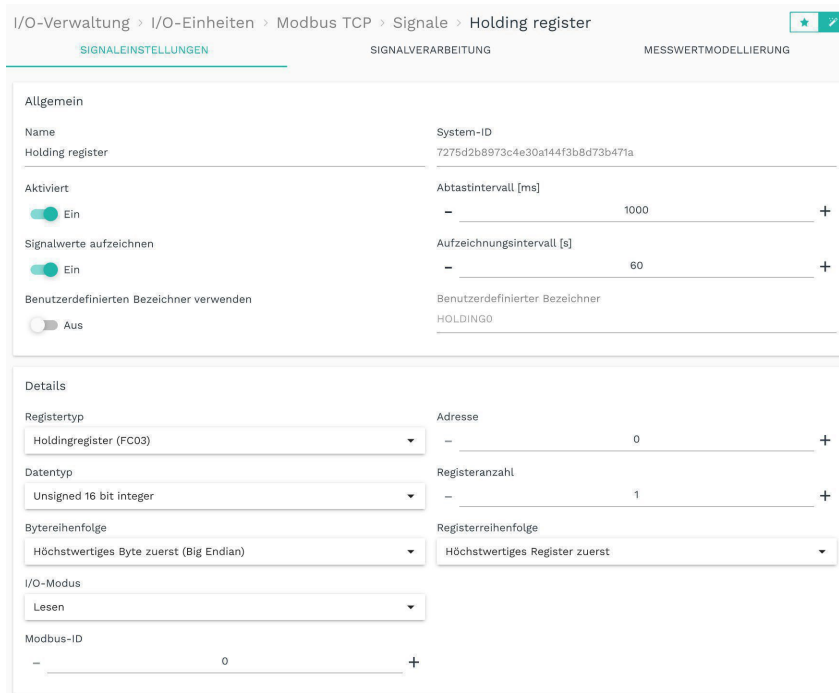 I/O-Verwaltung > I/O-Einheiten > Modbus TCP > Signale > Holding register
SIGNALEINSTELLUNGEN SIGNALVERARBEITUNG MESSWERTMODELLIERUNG
Allgemein
Name System-ID
Holding register 7275d2b8973c4e30a144f3b8d73b471a
Aktiviert Abtastintervall [ms]
Ein − 1000 +
Signalwerte aufzeichnen Aufzeichnungsintervall [s]
Ein − 60 +
Benutzerdefinierten Bezeichner verwenden Benutzerdefinierter Bezeichner
Aus HOLDING0
Details
Registertyp Adresse
Holdingregister (FC03) − 0 +
Datentyp Registeranzahl
Unsigned 16 bit integer − 1 +
Bytereihenfolge Registerreihenfolge
Höchstwertiges Byte zuerst (Big Endian) Höchstwertiges Register zuerst
I/O-Modus
Lesen
Modbus-ID
− 0 +